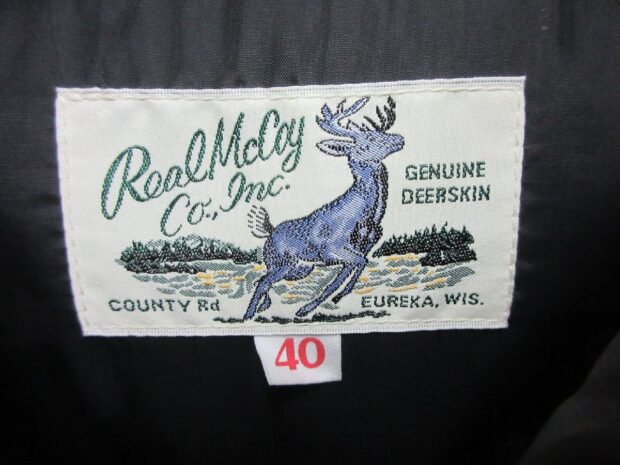 Real McCoy
Co., Inc.
GENUINE
DEERSKIN
COUNTY Rd
EUREKA, WIS.
40